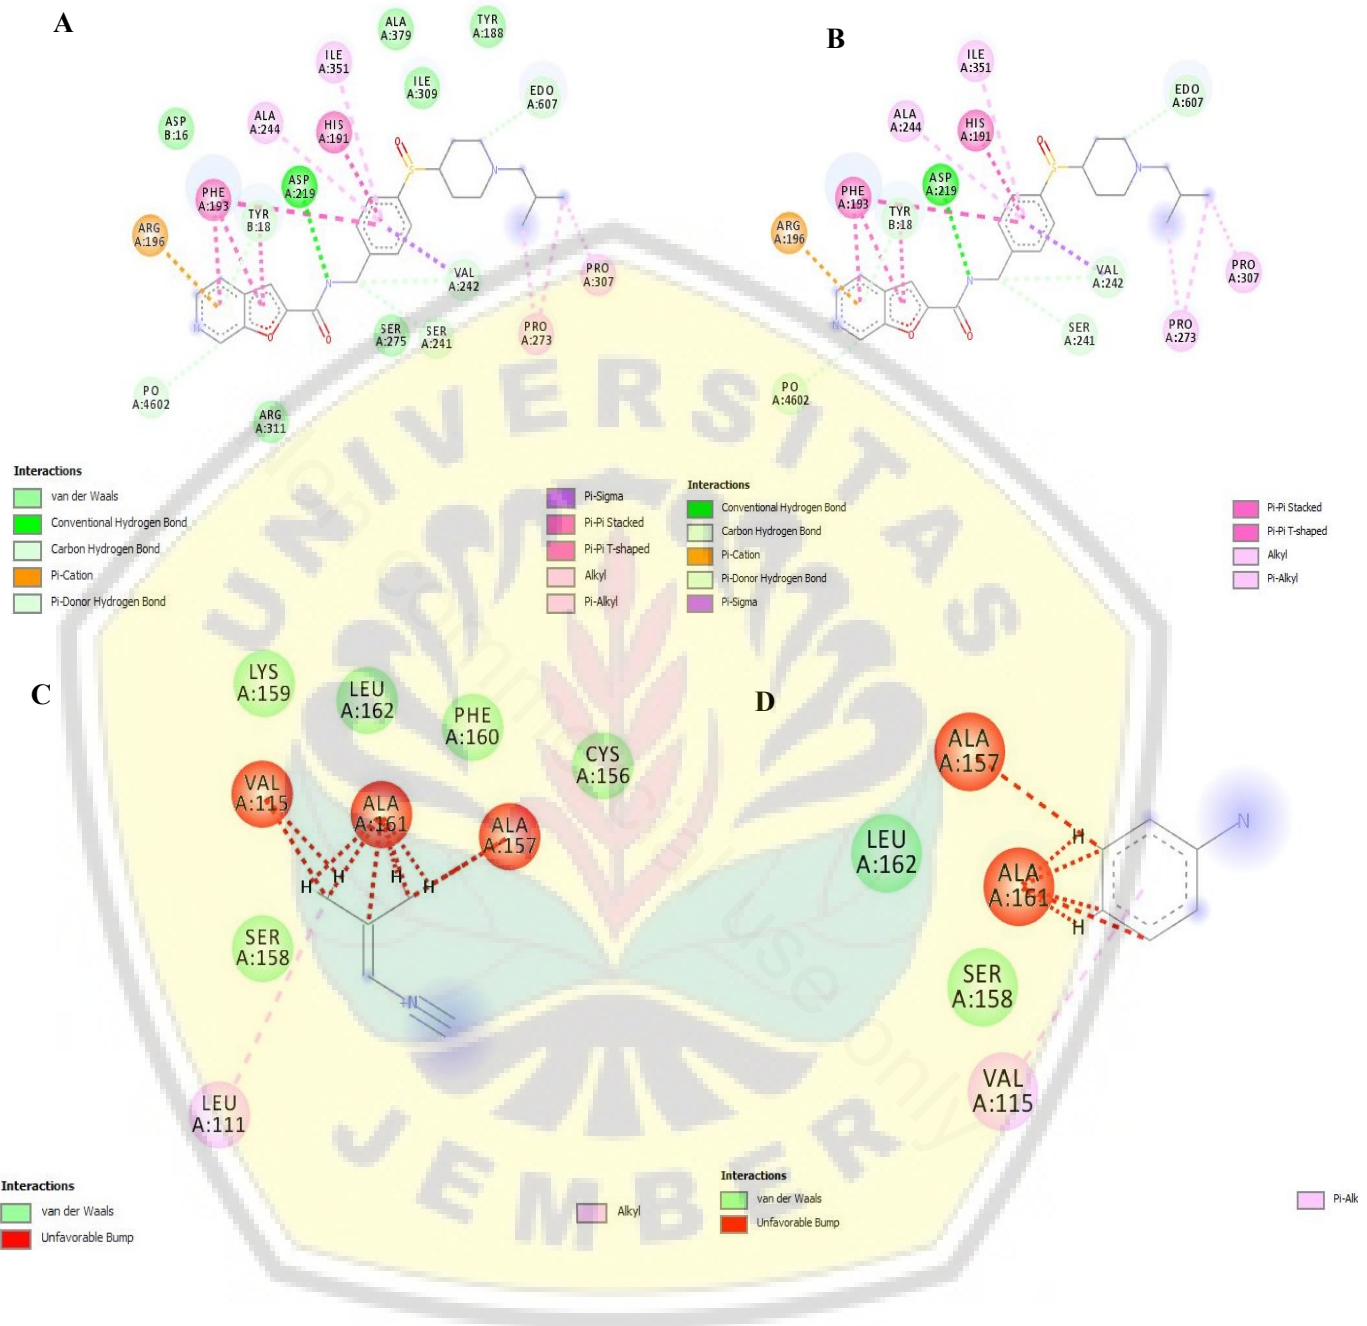 A
ALA
A:379
TYR
A:188
ILE
A:351
ILE
A:309
EDO
A:607
ASP
B:16
ALA
A:244
HIS
A:191
PHE
A:193
ASP
A:219
TYR
B:18
ARG
A:196
VAL
A:242
PRO
A:307
SER
A:275
SER
A:241
PRO
A:273
PO
A:4602
ARG
A:311
O
S
N
N
N
O
O
Interactions
van der Waals
Conventional Hydrogen Bond
Carbon Hydrogen Bond
Pi-Cation
Pi-Donor Hydrogen Bond
Pi-Sigma
Pi-Pi Stacked
Pi-Pi T-shaped
Alkyl
Pi-Alkyl
B
ILE
A:351
EDO
A:607
ALA
A:244
HIS
A:191
PHE
A:193
ASP
A:219
TYR
B:18
ARG
A:196
VAL
A:242
PRO
A:307
SER
A:241
PRO
A:273
PO
A:4602
O
S
N
N
N
O
O
Interactions
Conventional Hydrogen Bond
Carbon Hydrogen Bond
Pi-Cation
Pi-Donor Hydrogen Bond
Pi-Sigma
Pi-Pi Stacked
Pi-Pi T-shaped
Alkyl
Pi-Alkyl
UNIVERSITAS
C
LYS
A:159
LEU
A:162
PHE
A:160
CYS
A:156
VAL
A:115
ALA
A:161
ALA
A:157
H
H
H
H
SER
A:158
+N
LEU
A:111
Interactions
van der Waals
Unfavorable Bump
Alkyl
D
ALA
A:157
LEU
A:162
ALA
A:161
H
H
N
SER
A:158
VAL
A:115
Interactions
van der Waals
Unfavorable Bump
Pi-Alk
JEMBER
use only